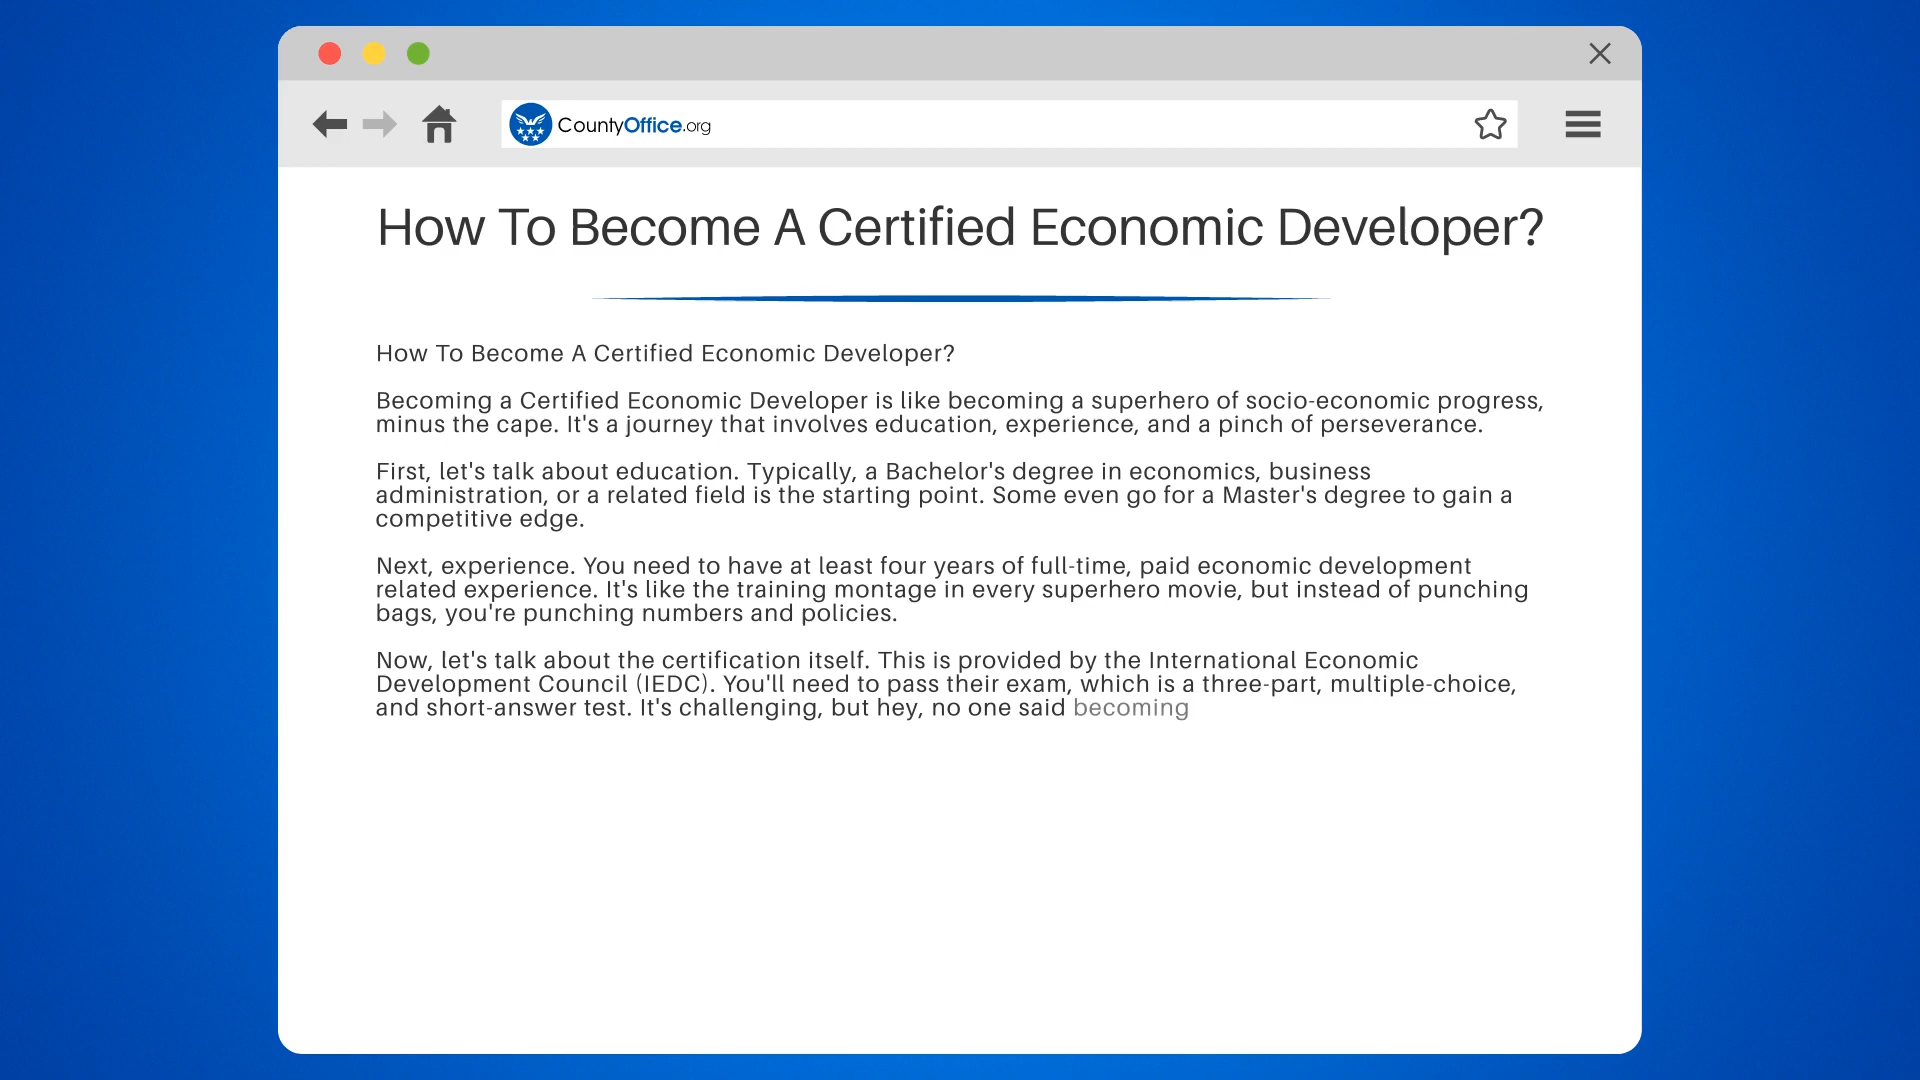 CountyOffice.org
How To Become A Certified Economic Developer?
How To Become A Certified Economic Developer?
Becoming a Certified Economic Developer is like becoming a superhero of socio-economic progress,
minus the cape. It's a journey that involves education, experience, and a pinch of perseverance.
First, let's talk about education. Typically, a Bachelor's degree in economics, business
administration, or a related field is the starting point. Some even go for a Master's degree to gain a
competitive edge.
Next, experience. You need to have at least four years of full-time, paid economic development
related experience. It's like the training montage in every superhero movie, but instead of punching
bags, you're punching numbers and policies.
Now, let's talk about the certification itself. This is provided by the International Economic
Development Council (IEDC). You'll need to pass their exam, which is a three-part, multiple-choice,
and short-answer test. It's challenging, but hey, no one said becoming